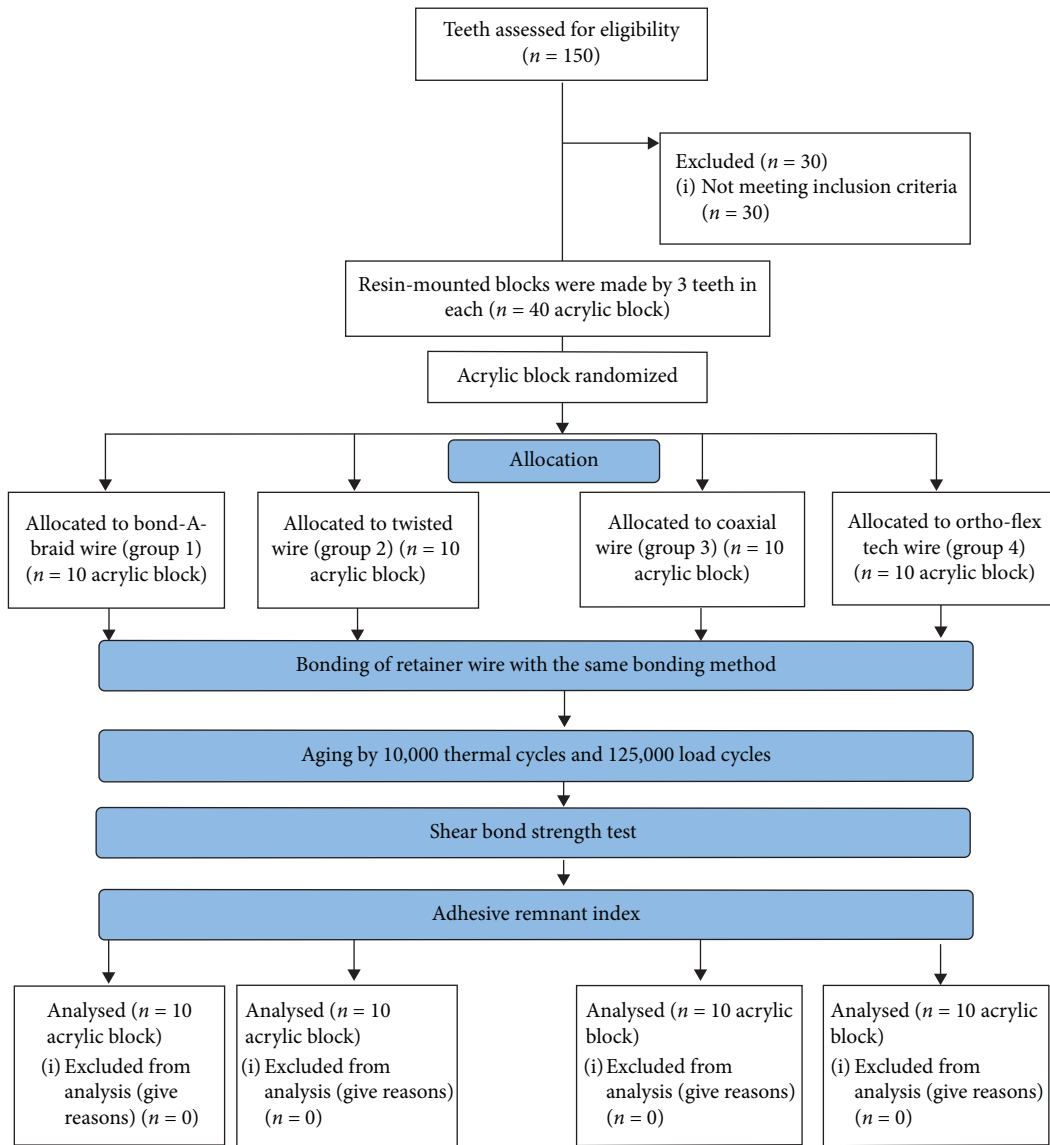 Teeth assessed for eligibility
(n = 150)
Excluded (n = 30)
(i) Not meeting inclusion criteria
(n = 30)
Resin-mounted blocks were made by 3 teeth in
each (n = 40 acrylic block)
Acrylic block randomized
Allocation
Allocated to bond-A-
braid wire (group 1)
(n = 10 acrylic block)
Allocated to twisted
wire (group 2) (n = 10
acrylic block)
Allocated to coaxial
wire (group 3) (n = 10
acrylic block)
Allocated to ortho-flex
tech wire (group 4)
(n = 10 acrylic block)
Bonding of retainer wire with the same bonding method
Aging by 10,000 thermal cycles and 125,000 load cycles
Shear bond strength test
Adhesive remnant index
Analysed (n = 10
acrylic block)
(i) Excluded from
analysis (give
reasons) (n = 0)
Analysed (n = 10
acrylic block)
(i) Excluded from
analysis (give reasons)
(n = 0)
Analysed (n = 10 acrylic
block)
(i) Excluded from
analysis (give reasons)
(n = 0)
Analysed (n = 10 acrylic
block)
(i) Excluded from
analysis (give reasons)
(n = 0)